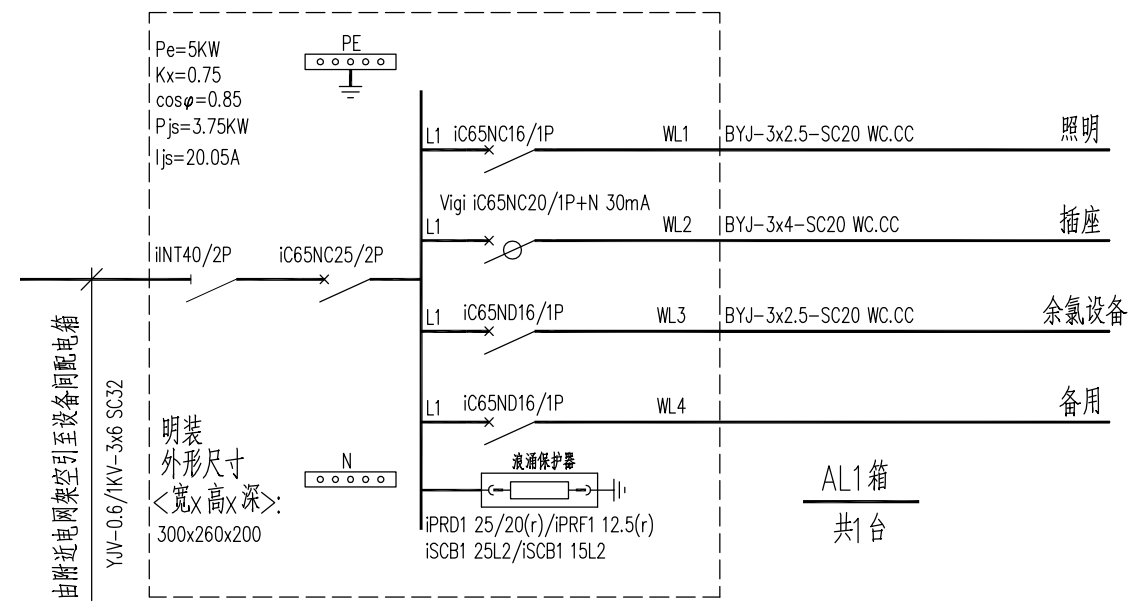 Pe=5KW
Kx=0.75
cosφ=0.85
Pjs=3.75KW
Ijs=20.05A
PE
L1 iC65NC16/1P WL1 BYJ-3x2.5-SC20 WC.CC 照明
Vigi iC65NC20/1P+N 30mA
L1 WL2 BYJ-3x4-SC20 WC.CC 插座
iINT40/2P iC65NC25/2P
L1 iC65ND16/1P WL3 BYJ-3x2.5-SC20 WC.CC 余氯设备
L1 iC65ND16/1P WL4 备用
由附近电网架空引至设备间配电箱
YJV-0.6/1KV-3x6 SC32
明装
外形尺寸
<宽x高x深>:
300x260x200
N
浪涌保护器
iPRD1 25/20(r)/iPRF1 12.5(r)
iSCB1 25L2/iSCB1 15L2
AL1箱
共1台